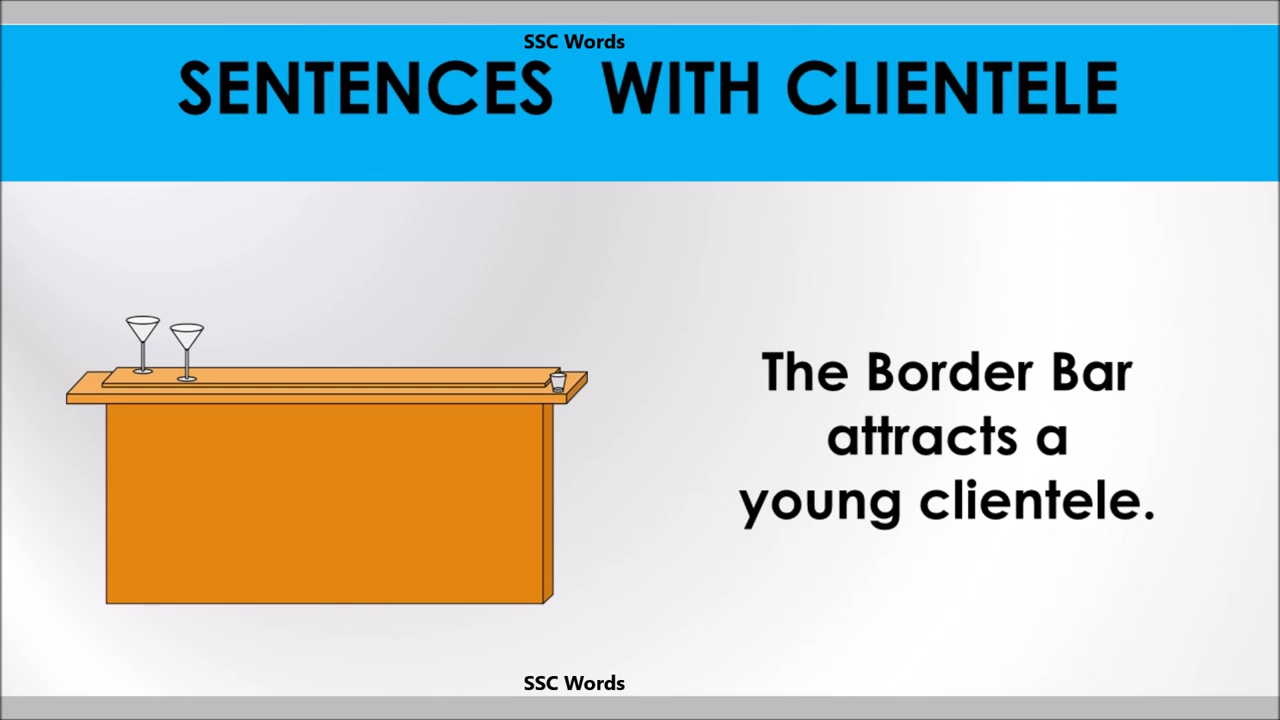 SSC Words
SENTENCES WITH CLIENTELE
The Border Bar
attracts a
young clientele.
SSC Words